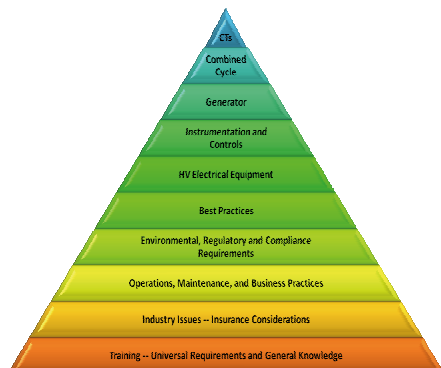 CTs
Combined
Cycle
Generator
Instrumentation and
Controls
HV Electrical Equipment
Best Practices
Environmental, Regulatory and Compliance
Requirements
Operations, Maintenance, and Business Practices
Industry Issues -- Insurance Considerations
Training -- Universal Requirements and General Knowledge